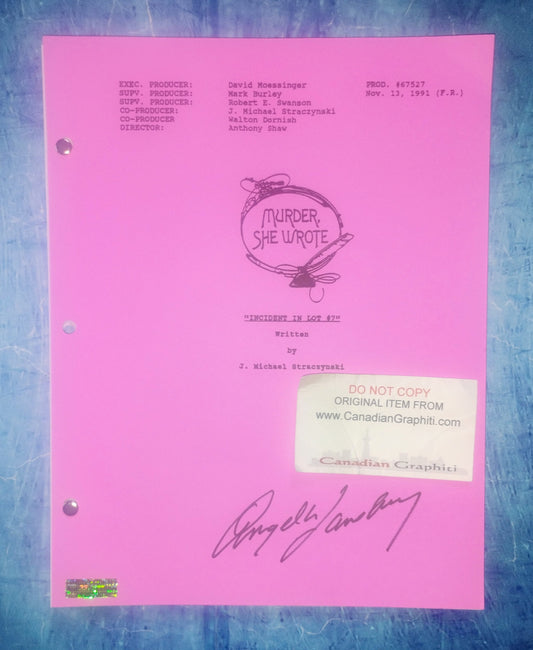 EXEC. PRODUCER: David Moessinger PROD. #67527
SUPV. PRODUCER: Mark Burley Nov. 13, 1991 (F.R.)
SUPV. PRODUCER: Robert E. Swanson
CO-PRODUCER: J. Michael Straczynski
CO-PRODUCER Walton Dornish
DIRECTOR: Anthony Shaw
MURDER,
SHE WROTE
"INCIDENT IN LOT #7"
Written
by
J. Michael Straczynski
DO NOT COPY
ORIGINAL ITEM FROM
www.CanadianGraphiti.com
Canadian Graphiti
Angela Lansbury